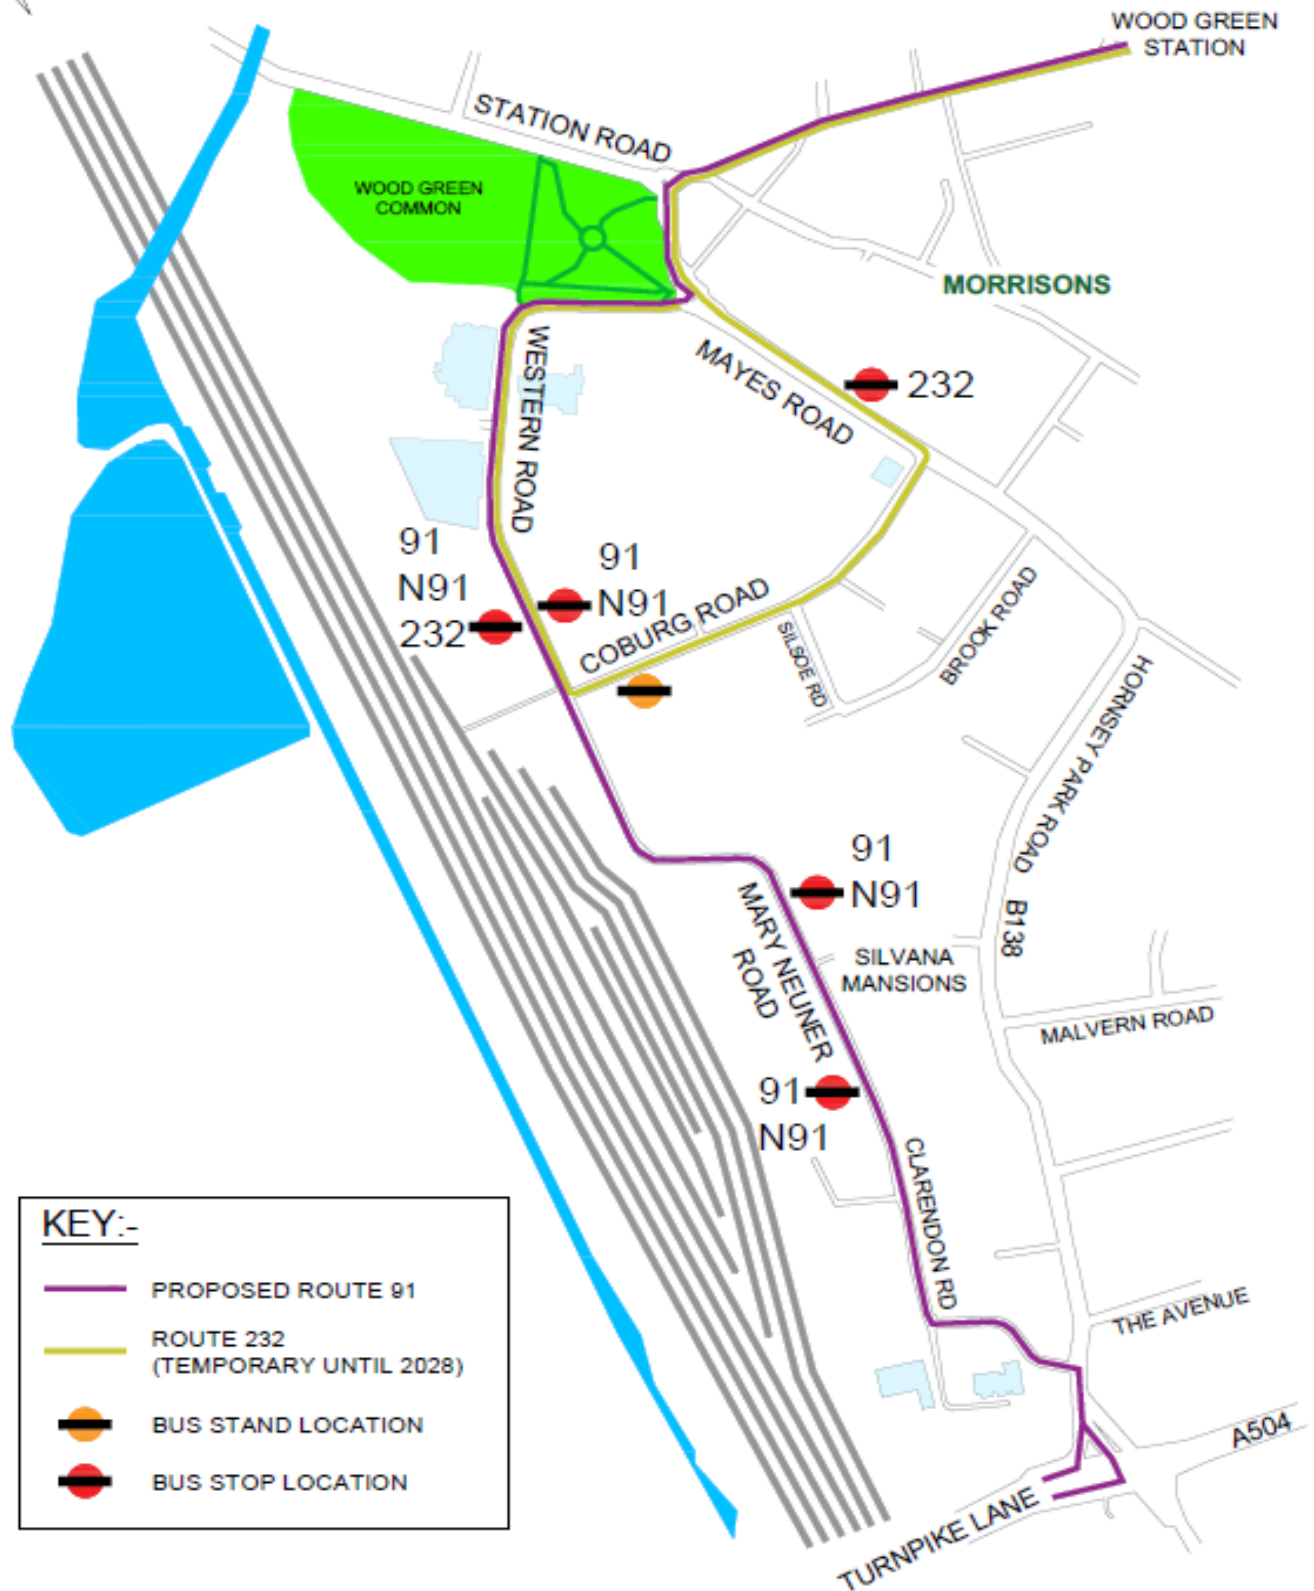 WOOD GREEN
STATION
STATION ROAD
WOOD GREEN
COMMON
MORRISONS
WESTERN ROAD
MAYES ROAD
232
91
N91
232
91
N91
COBURG ROAD
SILSOE RD
BROOK ROAD
HORNSEY PARK ROAD B138
91
N91
MARY NEUNER
ROAD
SILVANA
MANSIONS
MALVERN ROAD
91
N91
CLARENDON RD
THE AVENUE
A504
TURNPIKE LANE
KEY:-
PROPOSED ROUTE 91
ROUTE 232
(TEMPORARY UNTIL 2028)
BUS STAND LOCATION
BUS STOP LOCATION